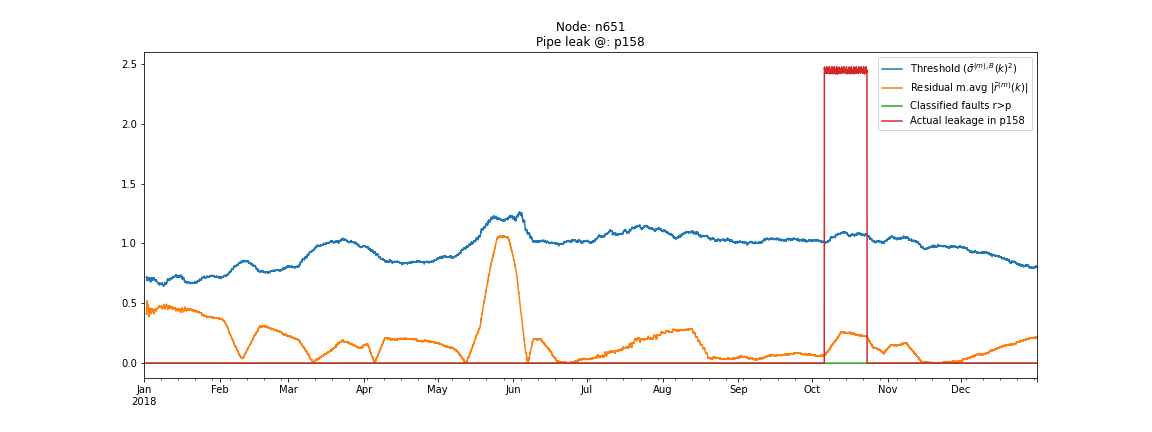 Node: n651
Pipe leak @: p158
2.5
2.0
1.5
1.0
0.5
0.0
Threshold (σ̄⁽ᵐ⁾·ᴮ(k)²)
Residual m.avg |r̄⁽ᵐ⁾(k)|
Classified faults r>p
Actual leakage in p158
Jan Feb Mar Apr May Jun Jul Aug Sep Oct Nov Dec
2018